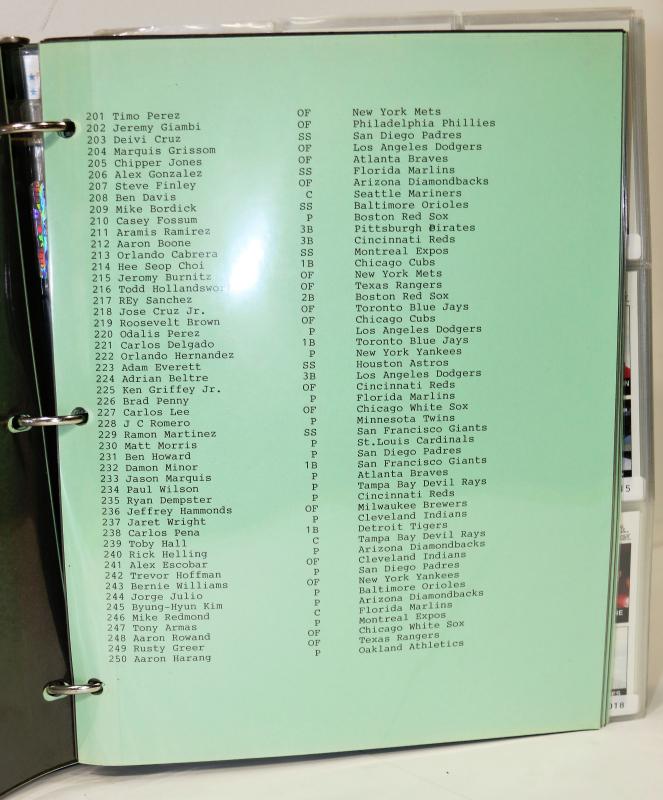 201 Timo Perez OF New York Mets
202 Jeremy Giambi OF Philadelphia Phillies
203 Deivi Cruz SS San Diego Padres
204 Marquis Grissom OF Los Angeles Dodgers
205 Chipper Jones OF Atlanta Braves
206 Alex Gonzalez SS Florida Marlins
207 Steve Finley OF Arizona Diamondbacks
208 Ben Davis C Seattle Mariners
209 Mike Bordick SS Baltimore Orioles
210 Casey Fossum P Boston Red Sox
211 Aramis Ramirez 3B Pittsburgh Pirates
212 Aaron Boone 3B Cincinnati Reds
213 Orlando Cabrera SS Montreal Expos
214 Hee Seop Choi 1B Chicago Cubs
215 Jeromy Burnitz OF New York Mets
216 Todd Hollandswor OF Texas Rangers
217 REy Sanchez 2B Boston Red Sox
218 Jose Cruz Jr. OF Toronto Blue Jays
219 Roosevelt Brown OF Chicago Cubs
220 Odalis Perez P Los Angeles Dodgers
221 Carlos Delgado 1B Toronto Blue Jays
222 Orlando Hernandez P New York Yankees
223 Adam Everett SS Houston Astros
224 Adrian Beltre 3B Los Angeles Dodgers
225 Ken Griffey Jr. OF Cincinnati Reds
226 Brad Penny P Florida Marlins
227 Carlos Lee OF Chicago White Sox
228 J C Romero P Minnesota Twins
229 Ramon Martinez SS San Francisco Giants
230 Matt Morris P St.Louis Cardinals
231 Ben Howard P San Diego Padres
232 Damon Minor 1B San Francisco Giants
233 Jason Marquis P Atlanta Braves
234 Paul Wilson P Tampa Bay Devil Rays
235 Ryan Dempster P Cincinnati Reds
236 Jeffrey Hammonds OF Milwaukee Brewers
237 Jaret Wright P Cleveland Indians
238 Carlos Pena 1B Detroit Tigers
239 Toby Hall C Tampa Bay Devil Rays
240 Rick Helling P Arizona Diamondbacks
241 Alex Escobar OF Cleveland Indians
242 Trevor Hoffman P San Diego Padres
243 Bernie Williams OF New York Yankees
244 Jorge Julio P Baltimore Orioles
245 Byung-Hyun Kim P Arizona Diamondbacks
246 Mike Redmond C Florida Marlins
247 Tony Armas P Montreal Expos
248 Aaron Rowand OF Chicago White Sox
249 Rusty Greer OF Texas Rangers
250 Aaron Harang P Oakland Athletics
018